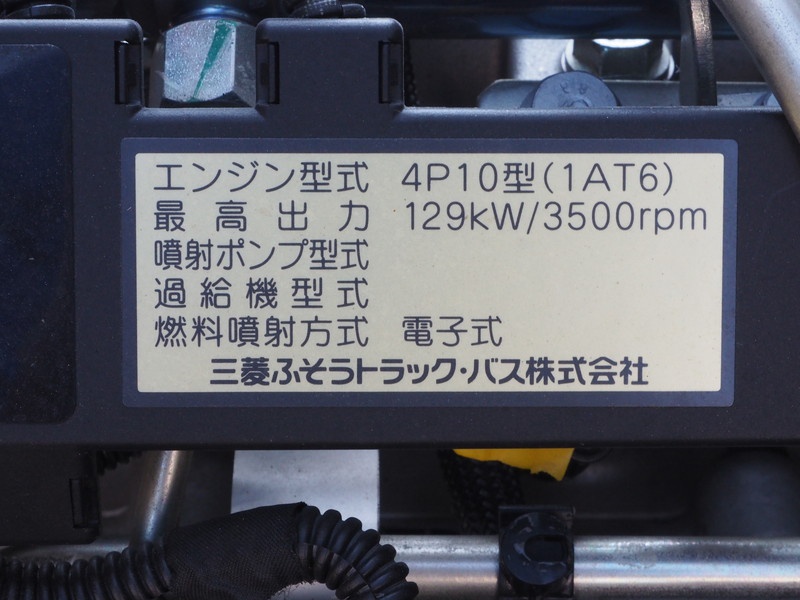 エンジン型式 4P10型(1AT6)
最高出力 129kW/3500rpm
噴射ポンプ型式
過給機型式
燃料噴射方式 電子式
三菱ふそうトラック・バス株式会社